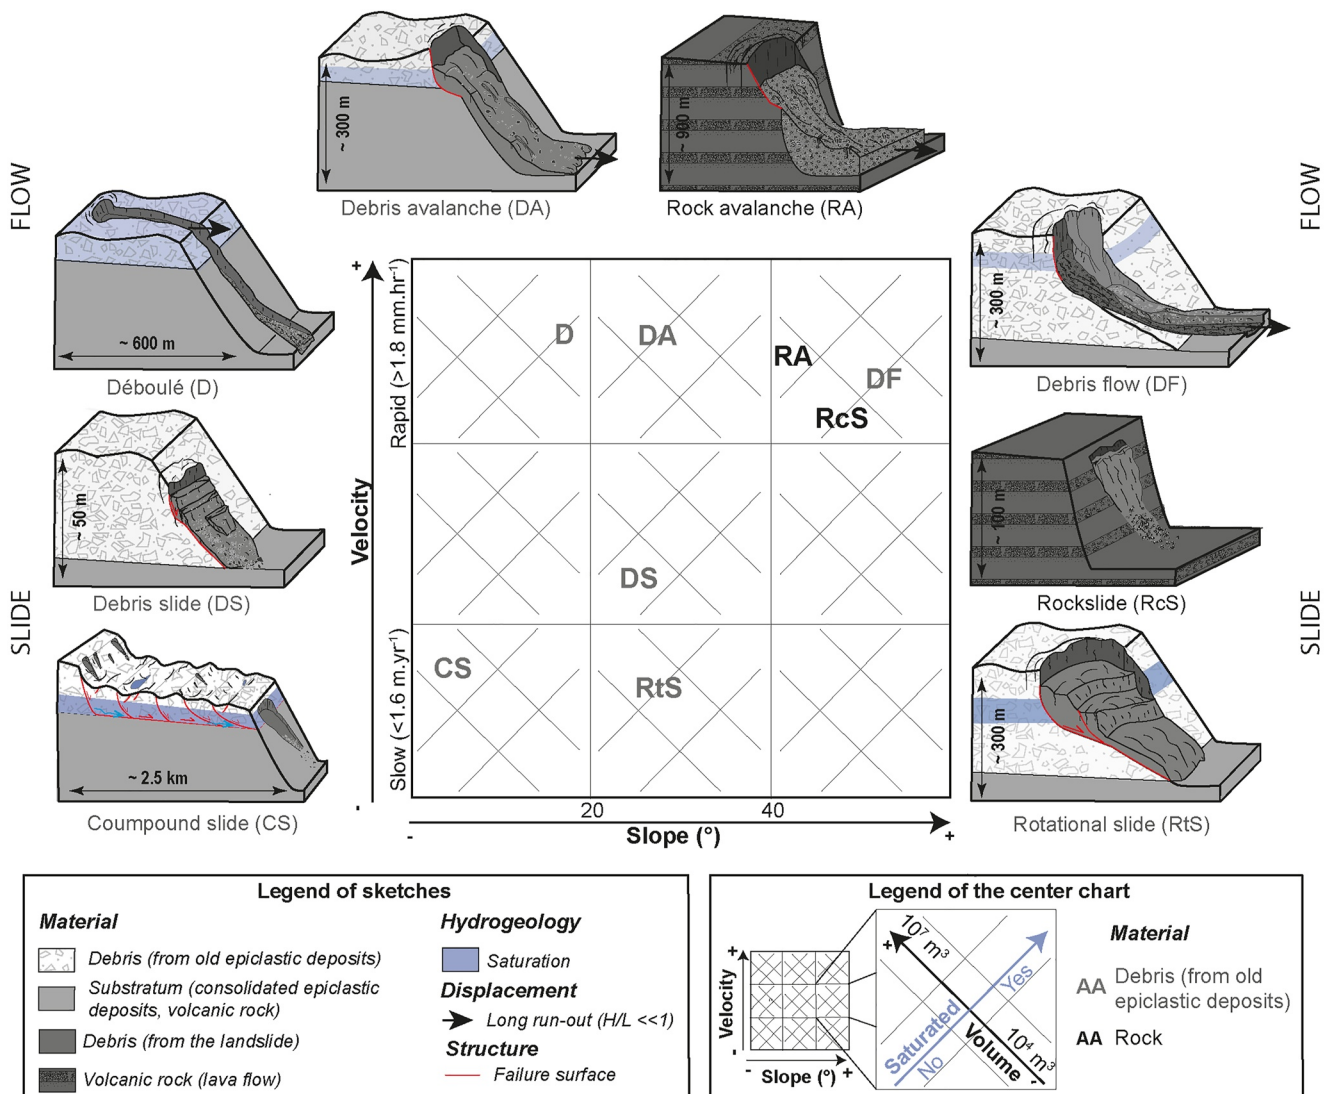 ~ 300 m
Debris avalanche (DA)
~ 900 m
Rock avalanche (RA)
FLOW
FLOW
~ 600 m
Déboulé (D)
~ 300 m
Debris flow (DF)
~ 50 m
Debris slide (DS)
~ 100 m
Rockslide (RcS)
SLIDE
SLIDE
~ 2.5 km
Coumpound slide (CS)
~ 300 m
Rotational slide (RtS)
+
Rapid (>1.8 mm.hr⁻¹)
Velocity
Slow (<1.6 m.yr⁻¹)
-
D
DA
RA
DF
RcS
DS
CS
RtS
20
40
-
Slope (°)
+
Legend of sketches
Material
Debris (from old epiclastic deposits)
Substratum (consolidated epiclastic
deposits, volcanic rock)
Debris (from the landslide)
Volcanic rock (lava flow)
Hydrogeology
Saturation
Displacement
Long run-out (H/L <<1)
Structure
Failure surface
Legend of the center chart
+
Velocity
-
-
Slope (°)
+
+
10⁷ m³
Saturated
Yes
No
Volume
10⁴ m³
-
Material
AA
Debris (from old
epiclastic deposits)
AA Rock